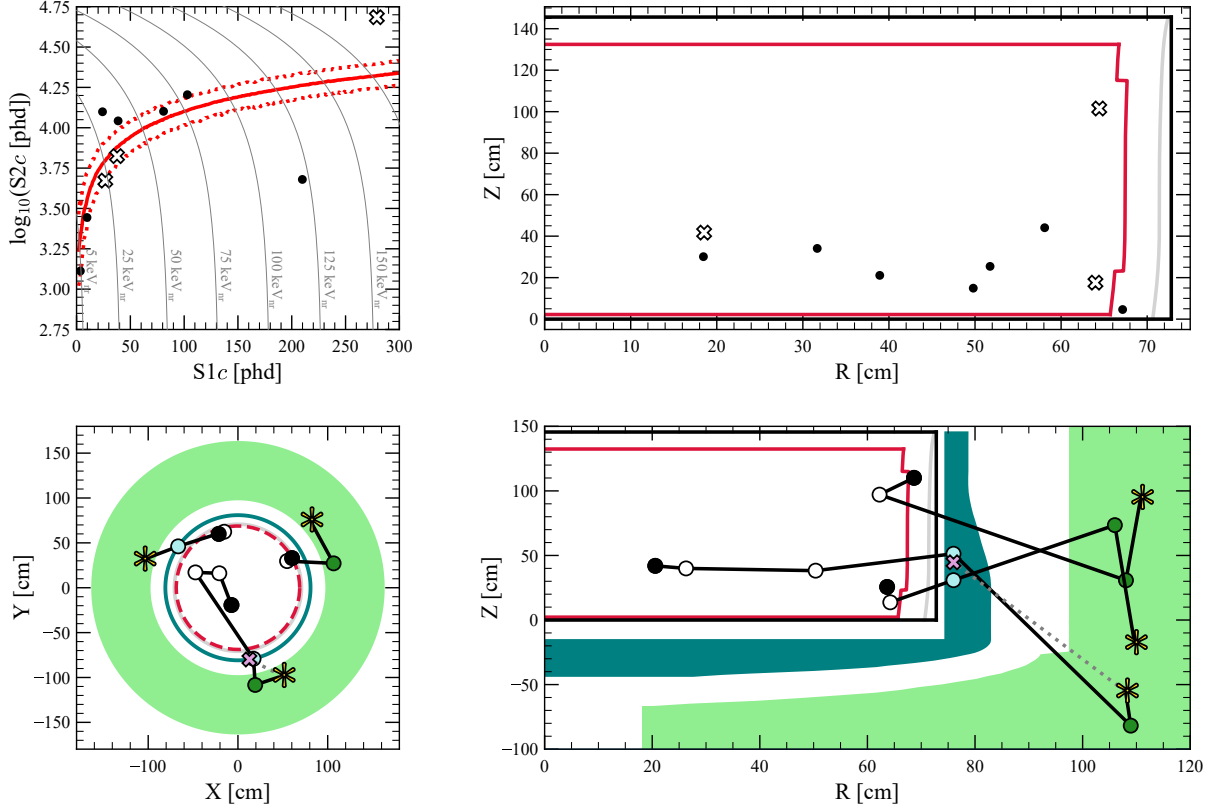 4.75
4.50
4.25
4.00
3.75
3.50
3.25
3.00
2.75
log₁₀(S2c [phd])
5 keVₙᵣ
25 keVₙᵣ
50 keVₙᵣ
75 keVₙᵣ
100 keVₙᵣ
125 keVₙᵣ
150 keVₙᵣ
0 50 100 150 200 250 300
S1c [phd]
140
120
100
80
60
40
20
0
Z [cm]
0 10 20 30 40 50 60 70
R [cm]
150
100
50
0
−50
−100
−150
Y [cm]
−100 0 100
X [cm]
150
100
50
0
−50
−100
Z [cm]
0 20 40 60 80 100 120
R [cm]